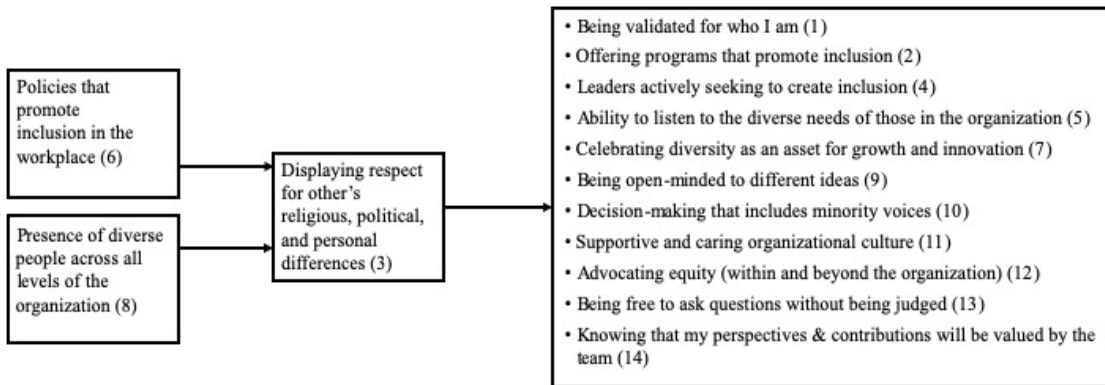 Policies that
promote
inclusion in the
workplace (6)
Presence of diverse
people across all
levels of the
organization (8)
Displaying respect
for other’s
religious, political,
and personal
differences (3)
• Being validated for who I am (1)
• Offering programs that promote inclusion (2)
• Leaders actively seeking to create inclusion (4)
• Ability to listen to the diverse needs of those in the organization (5)
• Celebrating diversity as an asset for growth and innovation (7)
• Being open-minded to different ideas (9)
• Decision-making that includes minority voices (10)
• Supportive and caring organizational culture (11)
• Advocating equity (within and beyond the organization) (12)
• Being free to ask questions without being judged (13)
• Knowing that my perspectives & contributions will be valued by the
team (14)